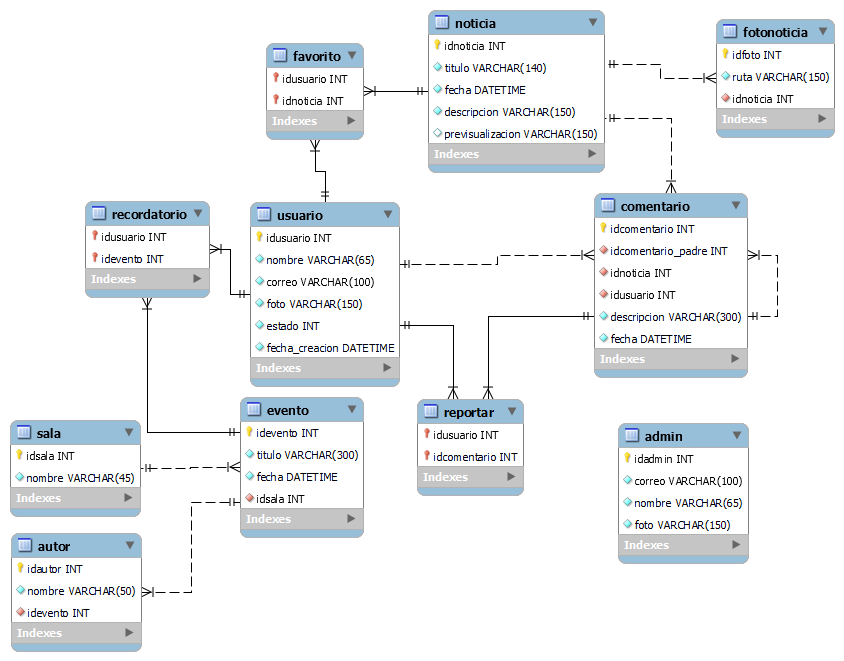 noticia
idnoticia INT
titulo VARCHAR(140)
fecha DATETIME
descripcion VARCHAR(150)
previsualizacion VARCHAR(150)
Indexes
fotonoticia
idfoto INT
ruta VARCHAR(150)
idnoticia INT
Indexes
favorito
idusuario INT
idnoticia INT
Indexes
recordatorio
idusuario INT
idevento INT
Indexes
usuario
idusuario INT
nombre VARCHAR(65)
correo VARCHAR(100)
foto VARCHAR(150)
estado INT
fecha_creacion DATETIME
Indexes
comentario
idcomentario INT
idcomentario_padre INT
idnoticia INT
idusuario INT
descripcion VARCHAR(300)
fecha DATETIME
Indexes
evento
idevento INT
titulo VARCHAR(300)
fecha DATETIME
idsala INT
Indexes
reportar
idusuario INT
idcomentario INT
Indexes
sala
idsala INT
nombre VARCHAR(45)
Indexes
admin
idadmin INT
correo VARCHAR(100)
nombre VARCHAR(65)
foto VARCHAR(150)
Indexes
autor
idautor INT
nombre VARCHAR(50)
idevento INT
Indexes